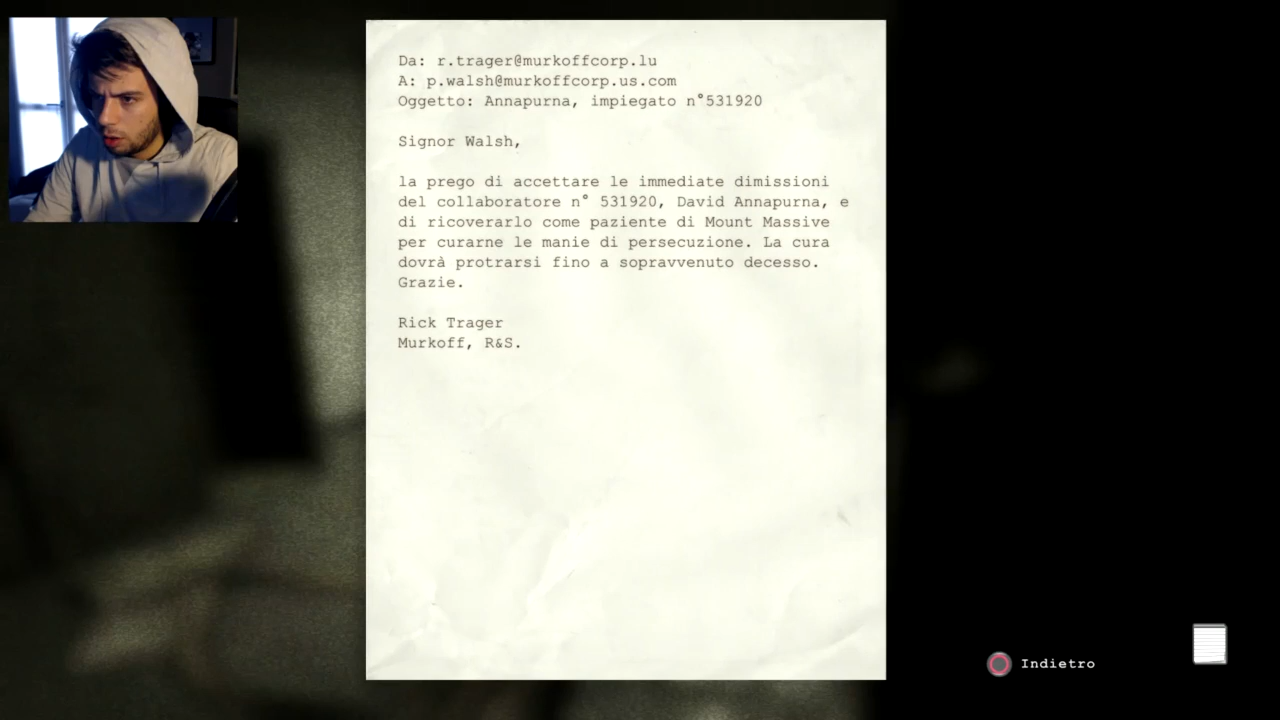 Da: r.trager@murkoffcorp.lu
A: p.walsh@murkoffcorp.us.com
Oggetto: Annapurna, impiegato n°531920
Signor Walsh,
la prego di accettare le immediate dimissioni
del collaboratore n° 531920, David Annapurna, e
di ricoverarlo come paziente di Mount Massive
per curarne le manie di persecuzione. La cura
dovrà protrarsi fino a sopravvenuto decesso.
Grazie.
Rick Trager
Murkoff, R&S.
Indietro